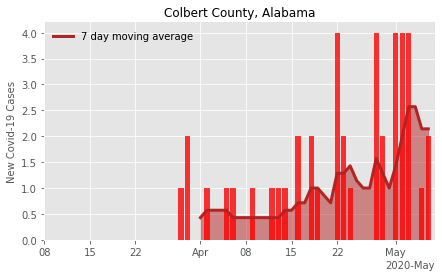 Colbert County, Alabama
7 day moving average
New Covid-19 Cases
4.0
3.5
3.0
2.5
2.0
1.5
1.0
0.5
0.0
08 15 22 Apr 08 15 22 May
2020-May